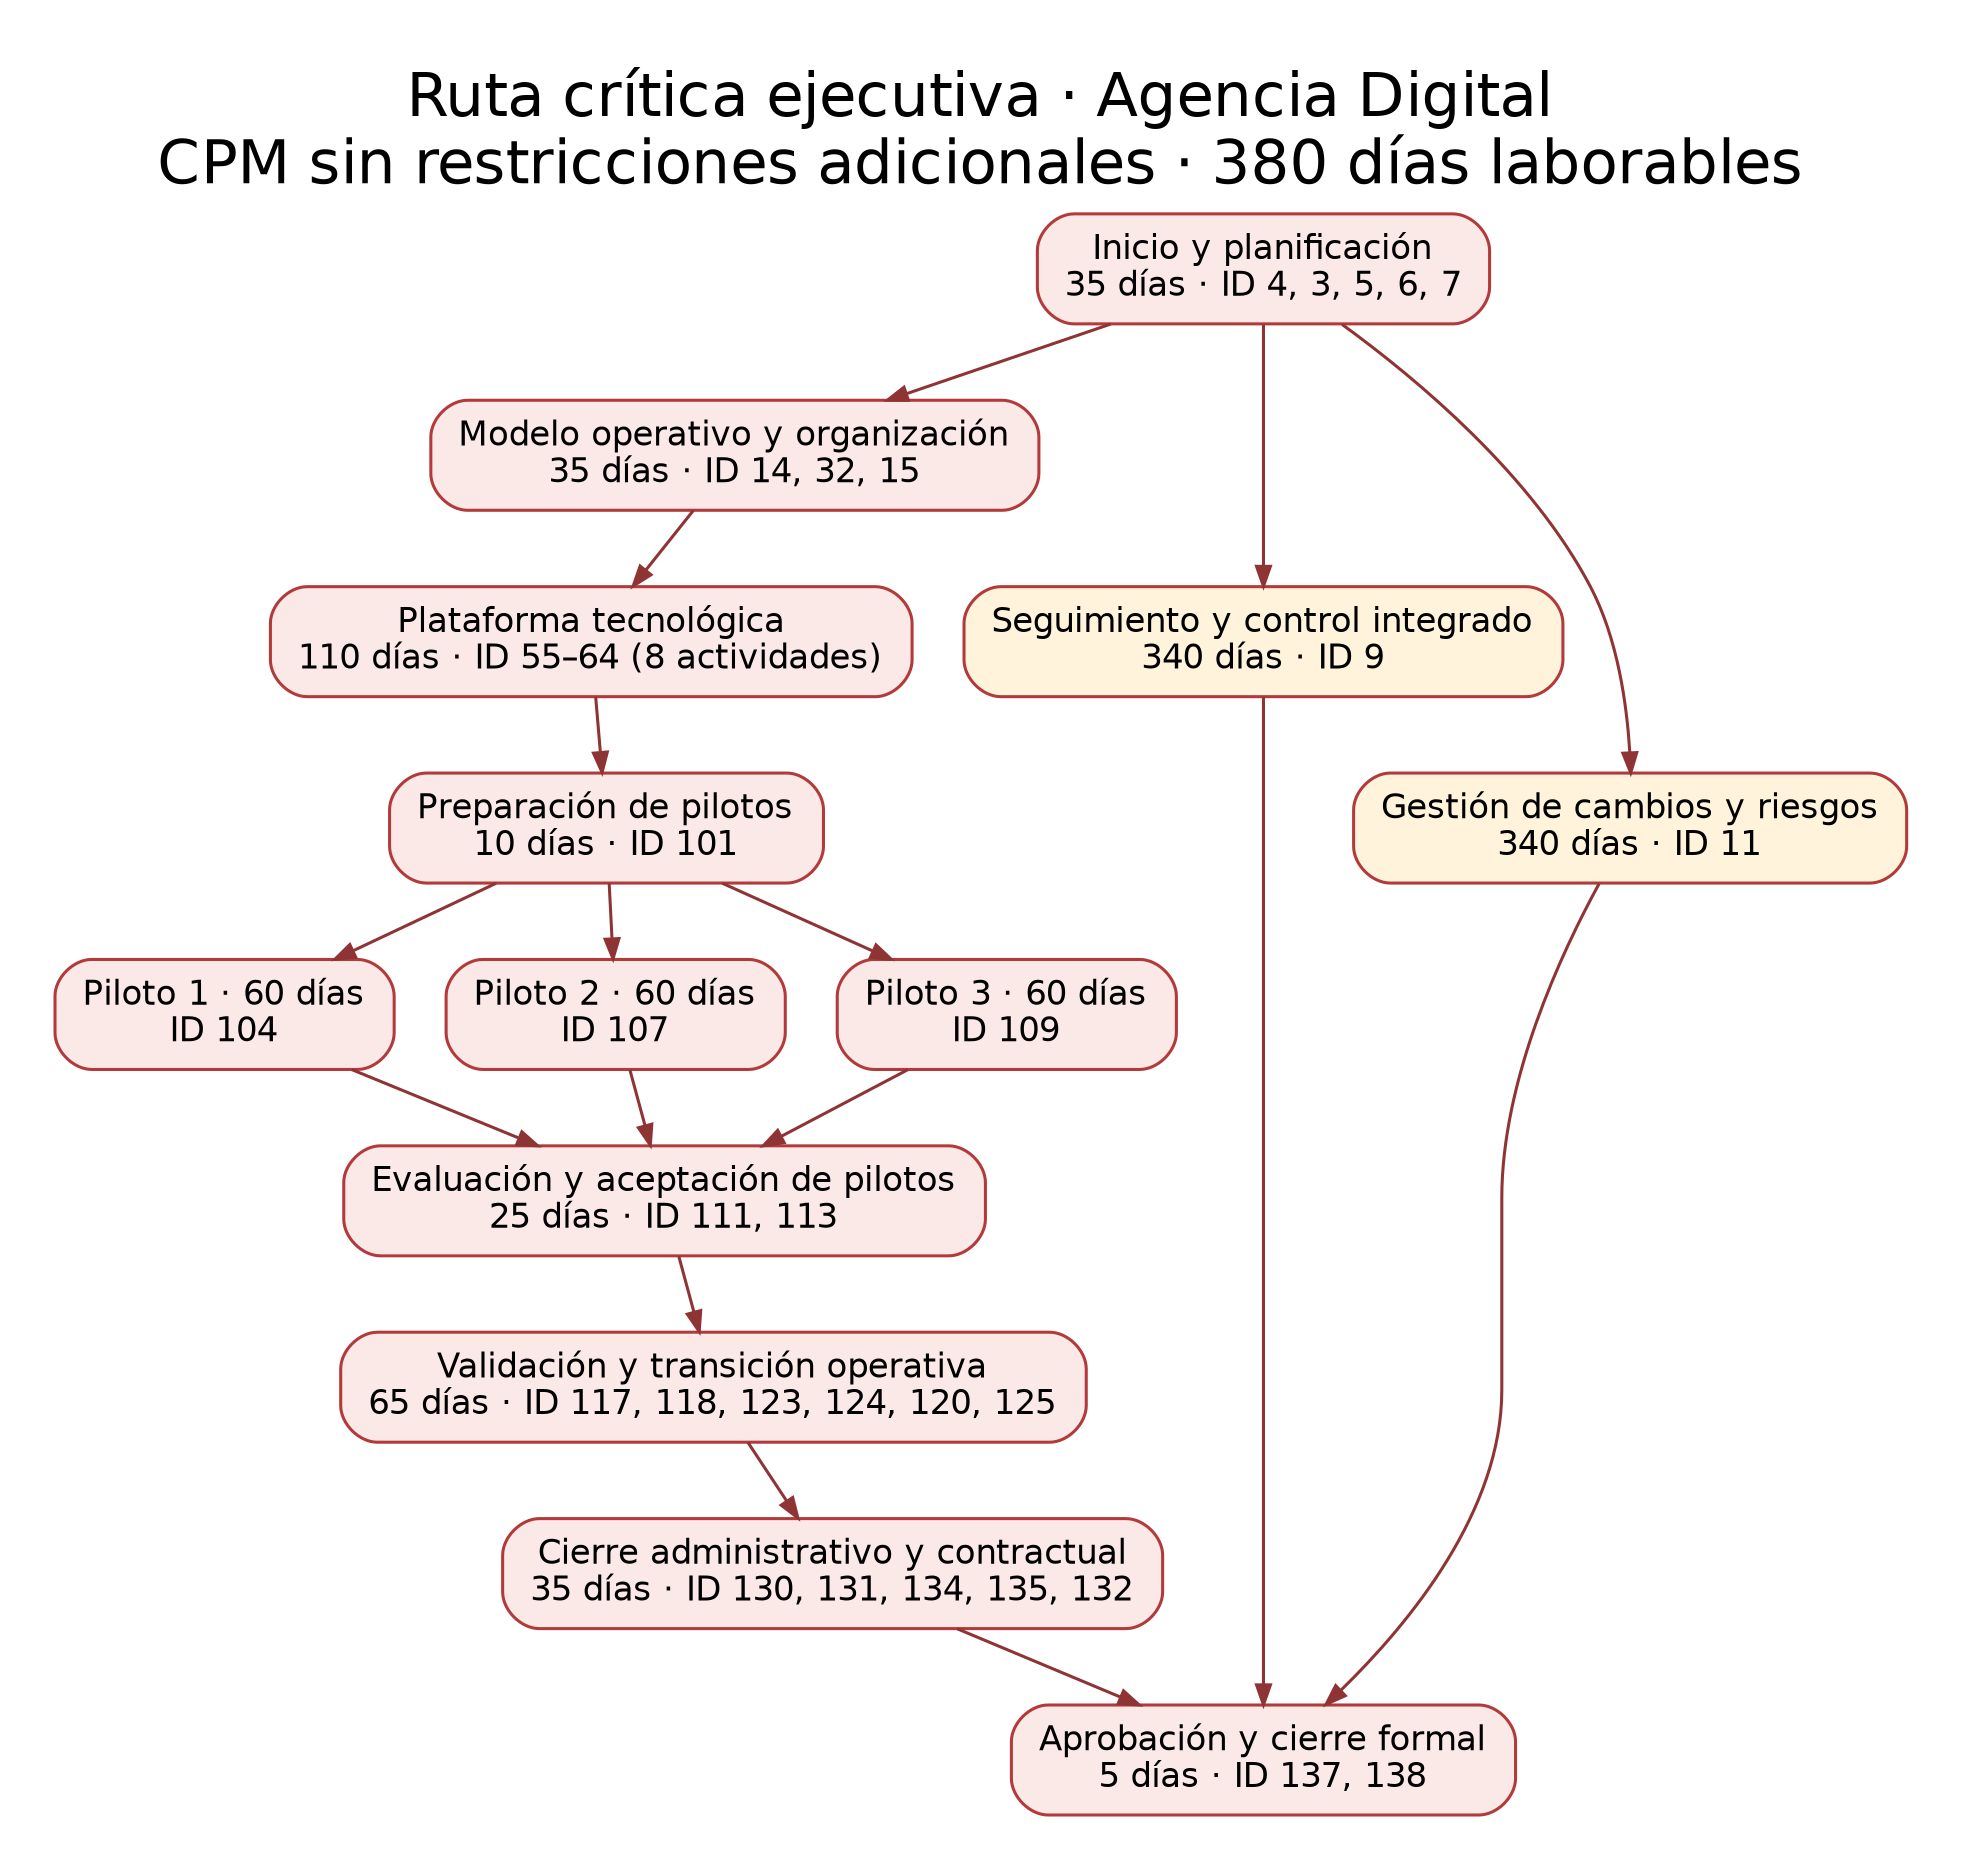 Ruta crítica ejecutiva · Agencia Digital
CPM sin restricciones adicionales · 380 días laborables
Inicio y planificación
35 días · ID 4, 3, 5, 6, 7
Modelo operativo y organización
35 días · ID 14, 32, 15
Plataforma tecnológica
110 días · ID 55–64 (8 actividades)
Seguimiento y control integrado
340 días · ID 9
Preparación de pilotos
10 días · ID 101
Gestión de cambios y riesgos
340 días · ID 11
Piloto 1 · 60 días
ID 104
Piloto 2 · 60 días
ID 107
Piloto 3 · 60 días
ID 109
Evaluación y aceptación de pilotos
25 días · ID 111, 113
Validación y transición operativa
65 días · ID 117, 118, 123, 124, 120, 125
Cierre administrativo y contractual
35 días · ID 130, 131, 134, 135, 132
Aprobación y cierre formal
5 días · ID 137, 138